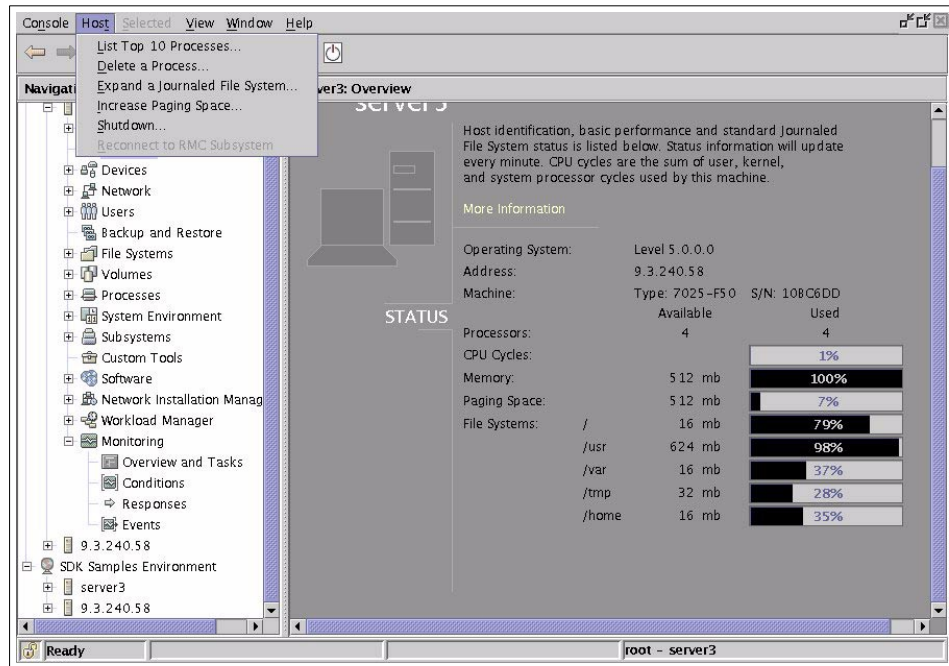 Console Host Selected View Window Help
List Top 10 Processes...
Delete a Process...
Expand a Journaled File System...
Increase Paging Space...
Shutdown...
Reconnect to RMC Subsystem
Devices
Network
Users
Backup and Restore
File Systems
Volumes
Processes
System Environment
Subsystems
Custom Tools
Software
Network Installation Manag
Workload Manager
Monitoring
Overview and Tasks
Conditions
Responses
Events
9.3.240.58
SDK Samples Environment
server3
9.3.240.58
Navigati
ver3: Overview
server3
Host identification, basic performance and standard Journaled
File System status is listed below. Status information will update
every minute. CPU cycles are the sum of user, kernel,
and system processor cycles used by this machine.
More Information
Operating System: Level 5.0.0.0
Address: 9.3.240.58
Machine: Type: 7025-F50 S/N: 10BC6DD
STATUS
Available Used
Processors: 4 4
CPU Cycles: 1%
Memory: 512 mb 100%
Paging Space: 512 mb 7%
File Systems: / 16 mb 79%
/usr 624 mb 98%
/var 16 mb 37%
/tmp 32 mb 28%
/home 16 mb 35%
Ready
root - server3